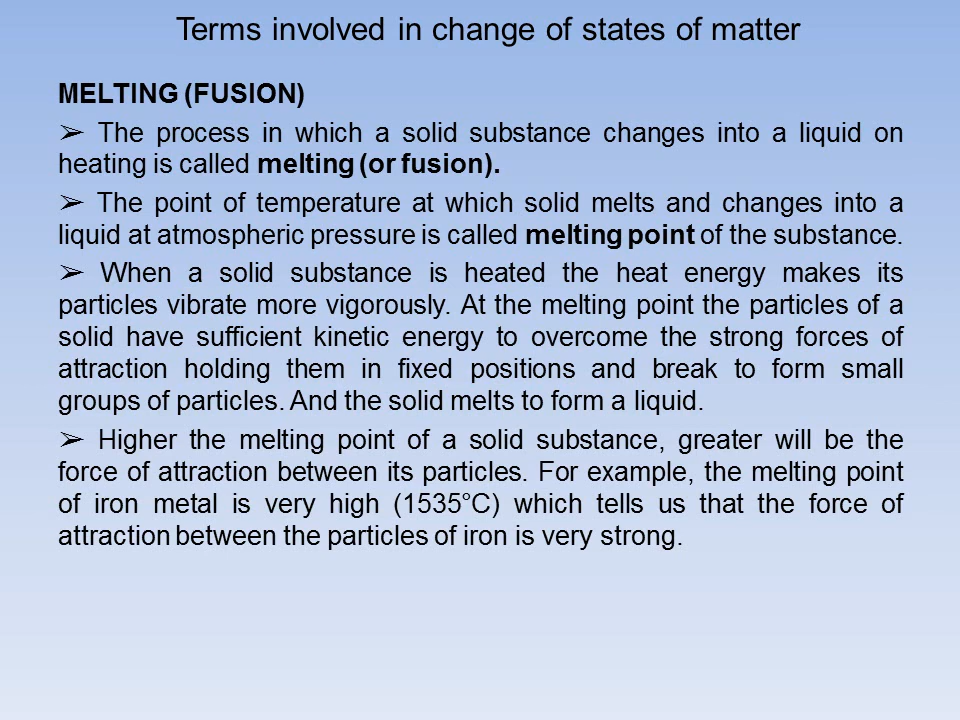 Terms involved in change of states of matter
MELTING (FUSION)
➢ The process in which a solid substance changes into a liquid on
heating is called melting (or fusion).
➢ The point of temperature at which solid melts and changes into a
liquid at atmospheric pressure is called melting point of the substance.
➢ When a solid substance is heated the heat energy makes its
particles vibrate more vigorously. At the melting point the particles of a
solid have sufficient kinetic energy to overcome the strong forces of
attraction holding them in fixed positions and break to form small
groups of particles. And the solid melts to form a liquid.
➢ Higher the melting point of a solid substance, greater will be the
force of attraction between its particles. For example, the melting point
of iron metal is very high (1535°C) which tells us that the force of
attraction between the particles of iron is very strong.